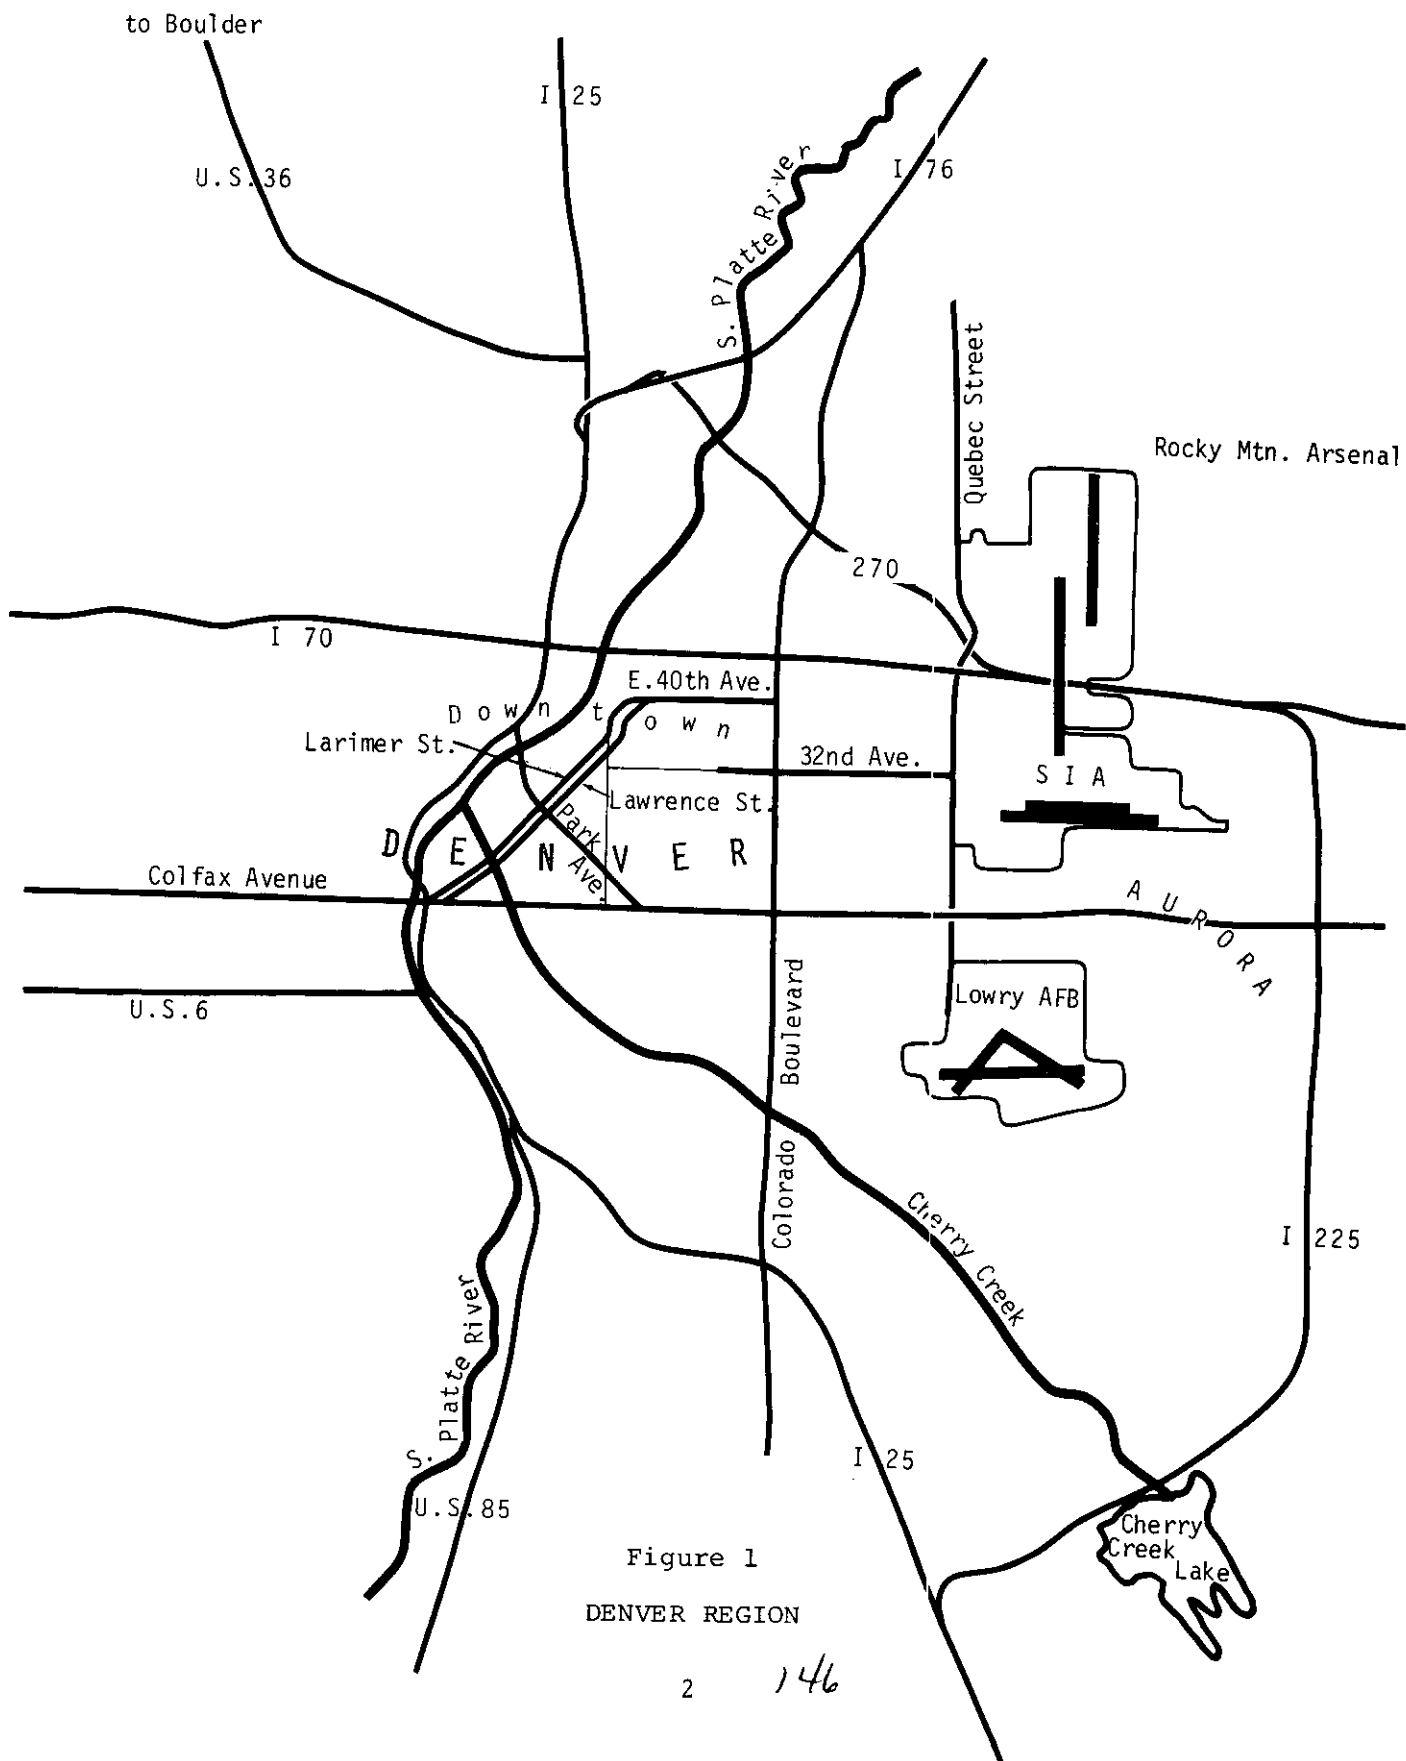 to Boulder
I 25
U.S.36
S. Platte River
I 76
Quebec Street
Rocky Mtn. Arsenal
270
I 70
E.40th Ave.
Downtown
Larimer St.
32nd Ave.
SIA
Lawrence St.
Park Ave.
DENVER
Colfax Avenue
AURORA
U.S.6
Lowry AFB
Colorado Boulevard
Cherry Creek
I 225
S. Platte River
I 25
U.S.85
Cherry
Creek
Lake
Figure 1
DENVER REGION
2 146